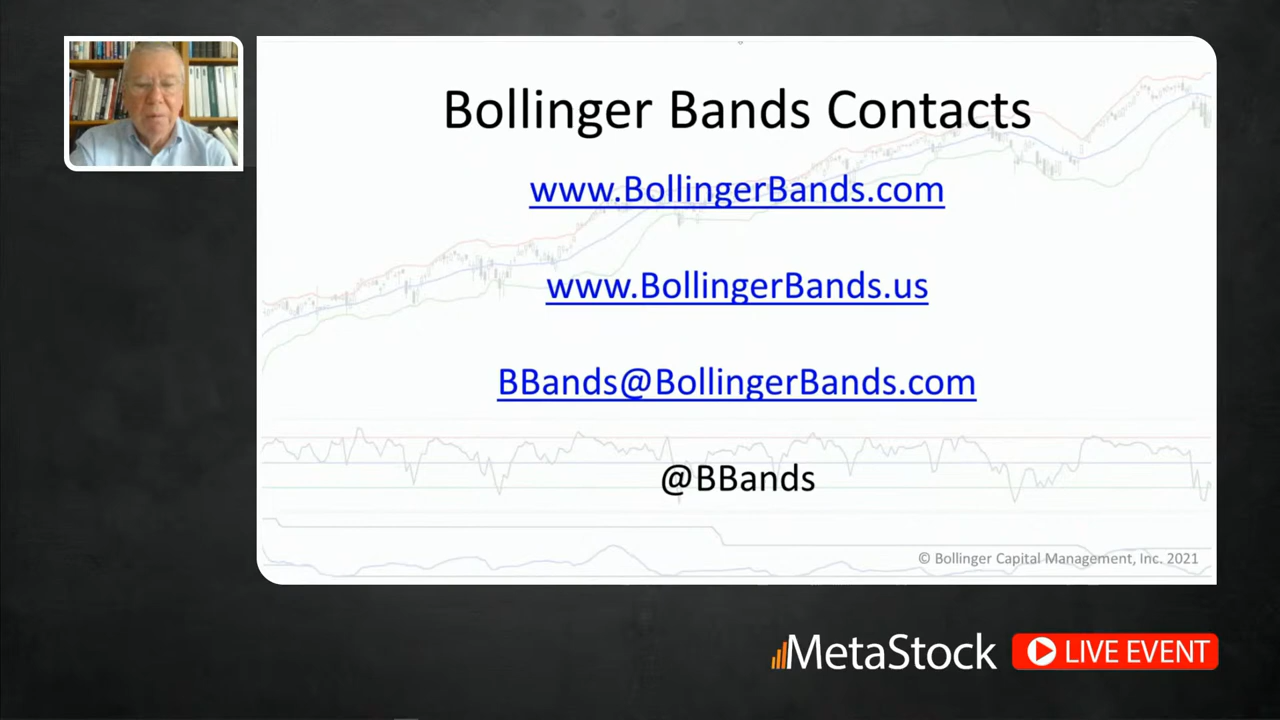 Bollinger Bands Contacts
www.BollingerBands.com
www.BollingerBands.us
BBands@BollingerBands.com
@BBands
© Bollinger Capital Management, Inc. 2021
MetaStock
LIVE EVENT